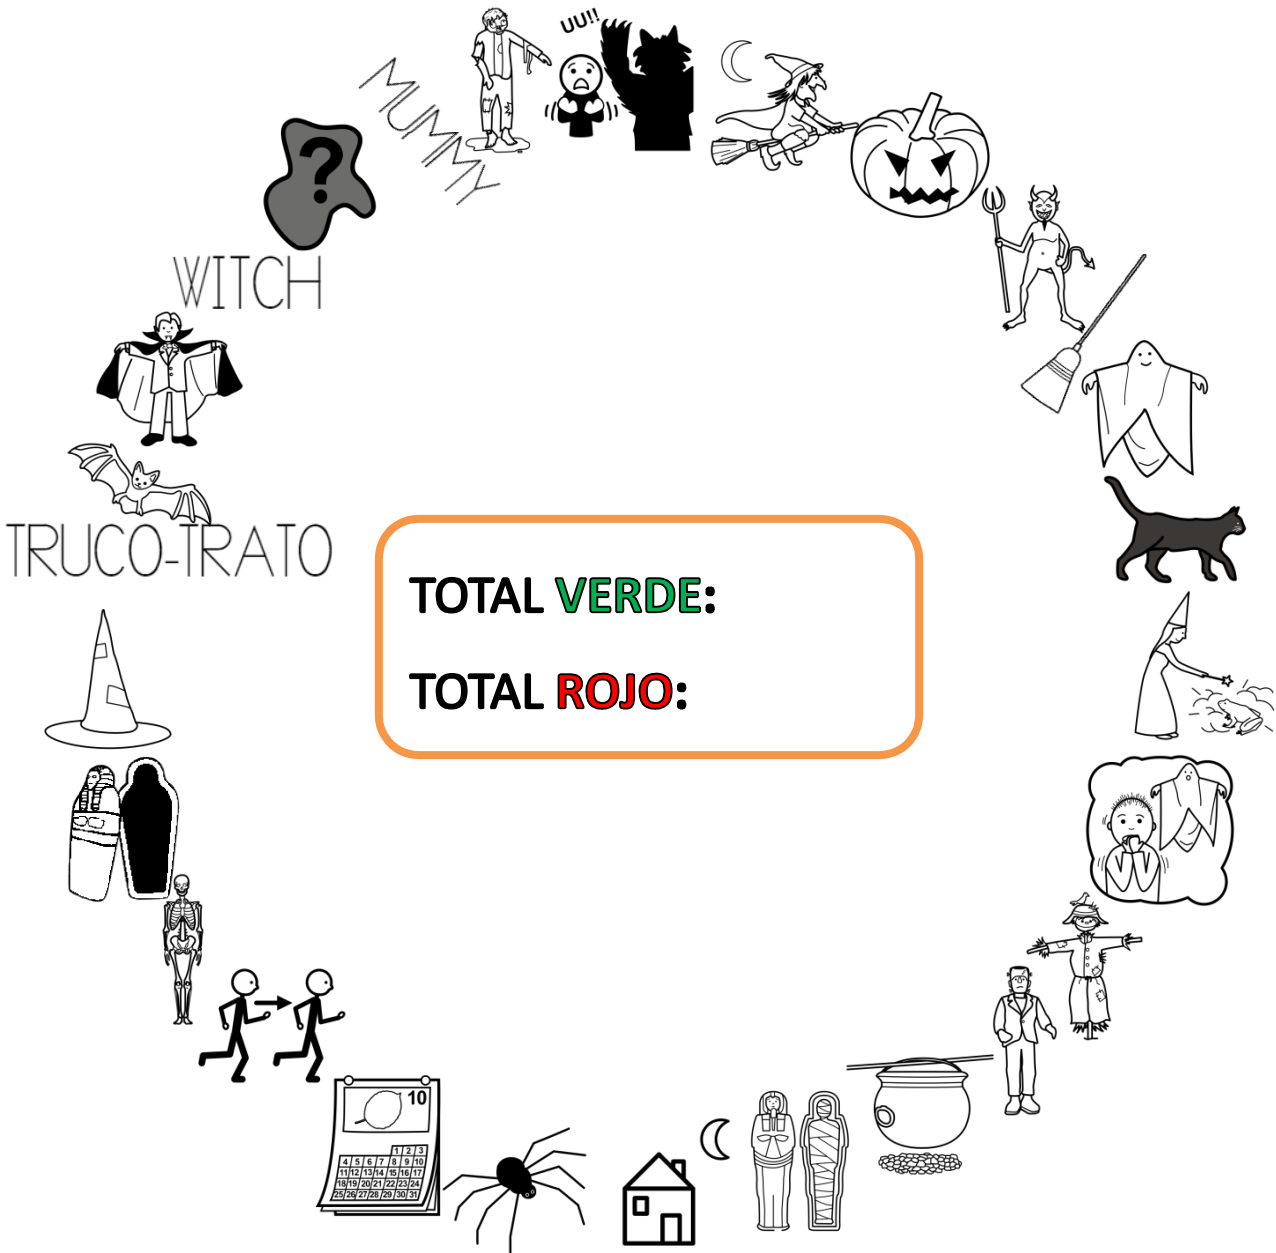 UU!!
MUMMY
?
WITCH
TRUCO-TRATO
TOTAL VERDE:
TOTAL ROJO:
10
1 2 3
4 5 6 7 8 9 10
11 12 13 14 15 16 17
18 19 20 21 22 23 24
25 26 27 28 29 30 31